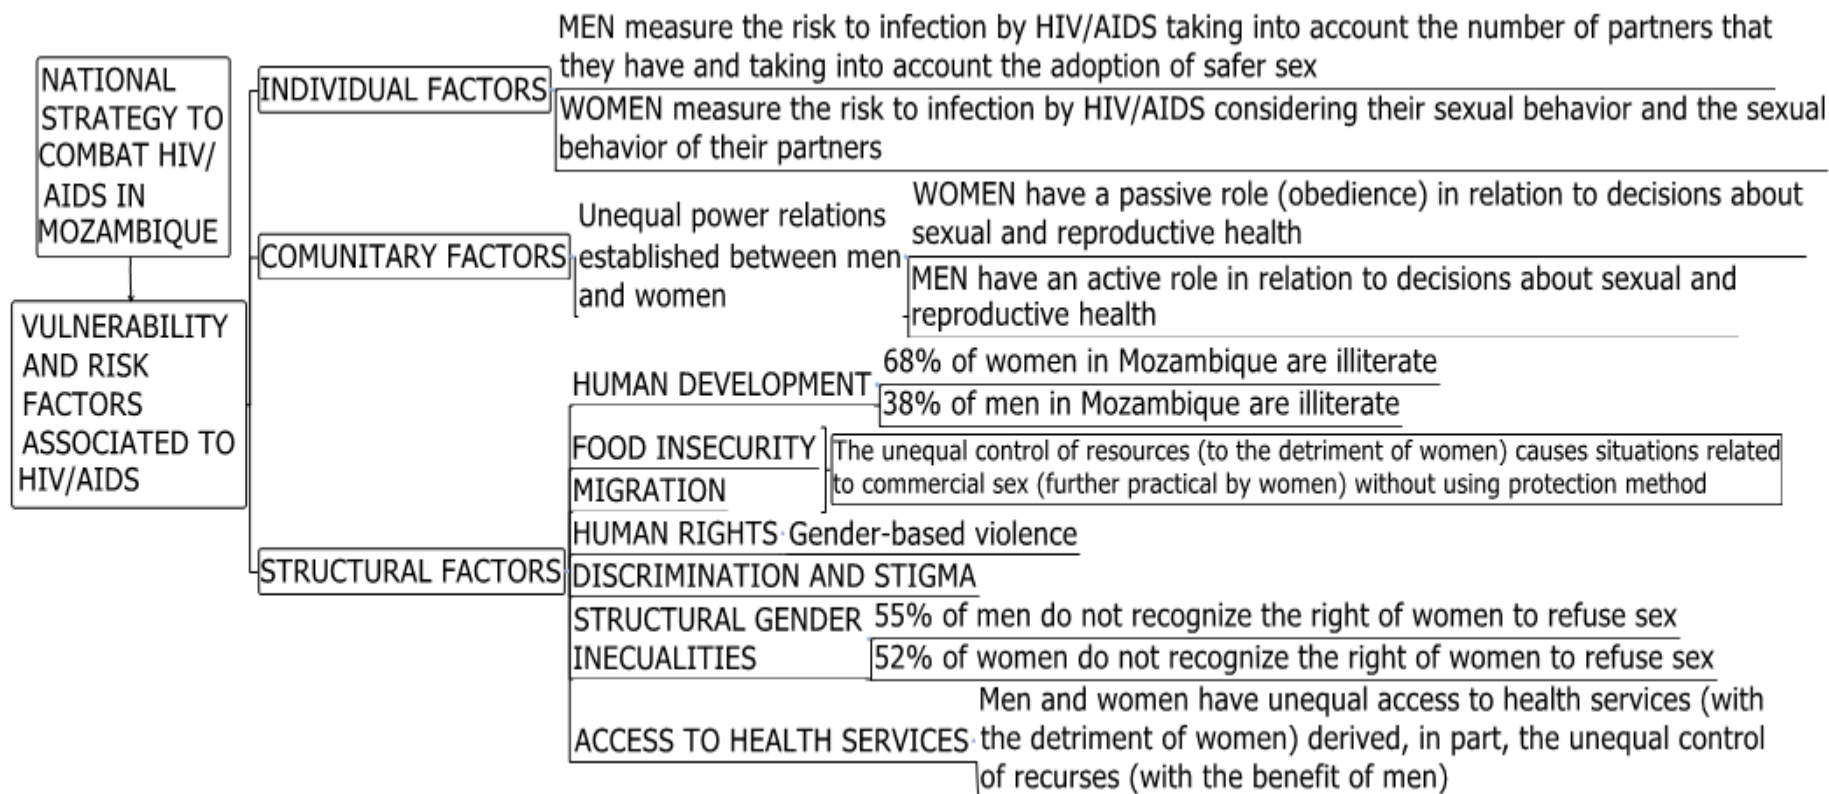 NATIONAL
STRATEGY TO
COMBAT HIV/
AIDS IN
MOZAMBIQUE
VULNERABILITY
AND RISK
FACTORS
ASSOCIATED TO
HIV/AIDS
INDIVIDUAL FACTORS
MEN measure the risk to infection by HIV/AIDS taking into account the number of partners that
they have and taking into account the adoption of safer sex
WOMEN measure the risk to infection by HIV/AIDS considering their sexual behavior and the sexual
behavior of their partners
COMUNITARY FACTORS
Unequal power relations
established between men
and women
WOMEN have a passive role (obedience) in relation to decisions about
sexual and reproductive health
MEN have an active role in relation to decisions about sexual and
reproductive health
STRUCTURAL FACTORS
HUMAN DEVELOPMENT
68% of women in Mozambique are illiterate
38% of men in Mozambique are illiterate
FOOD INSECURITY
MIGRATION
The unequal control of resources (to the detriment of women) causes situations related
to commercial sex (further practical by women) without using protection method
HUMAN RIGHTS
Gender-based violence
DISCRIMINATION AND STIGMA
STRUCTURAL GENDER
INECUALITIES
55% of men do not recognize the right of women to refuse sex
52% of women do not recognize the right of women to refuse sex
ACCESS TO HEALTH SERVICES
Men and women have unequal access to health services (with
the detriment of women) derived, in part, the unequal control
of recurses (with the benefit of men)